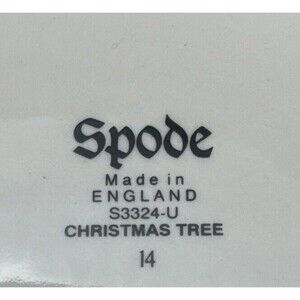 Spode
Made in
ENGLAND
S3324-U
CHRISTMAS TREE
14